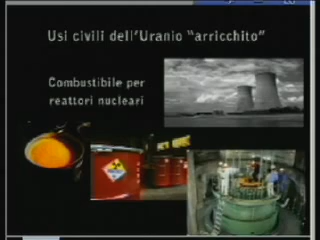 Usi civili dell'Uranio "arricchito"
Combustibile per
reattori nucleari